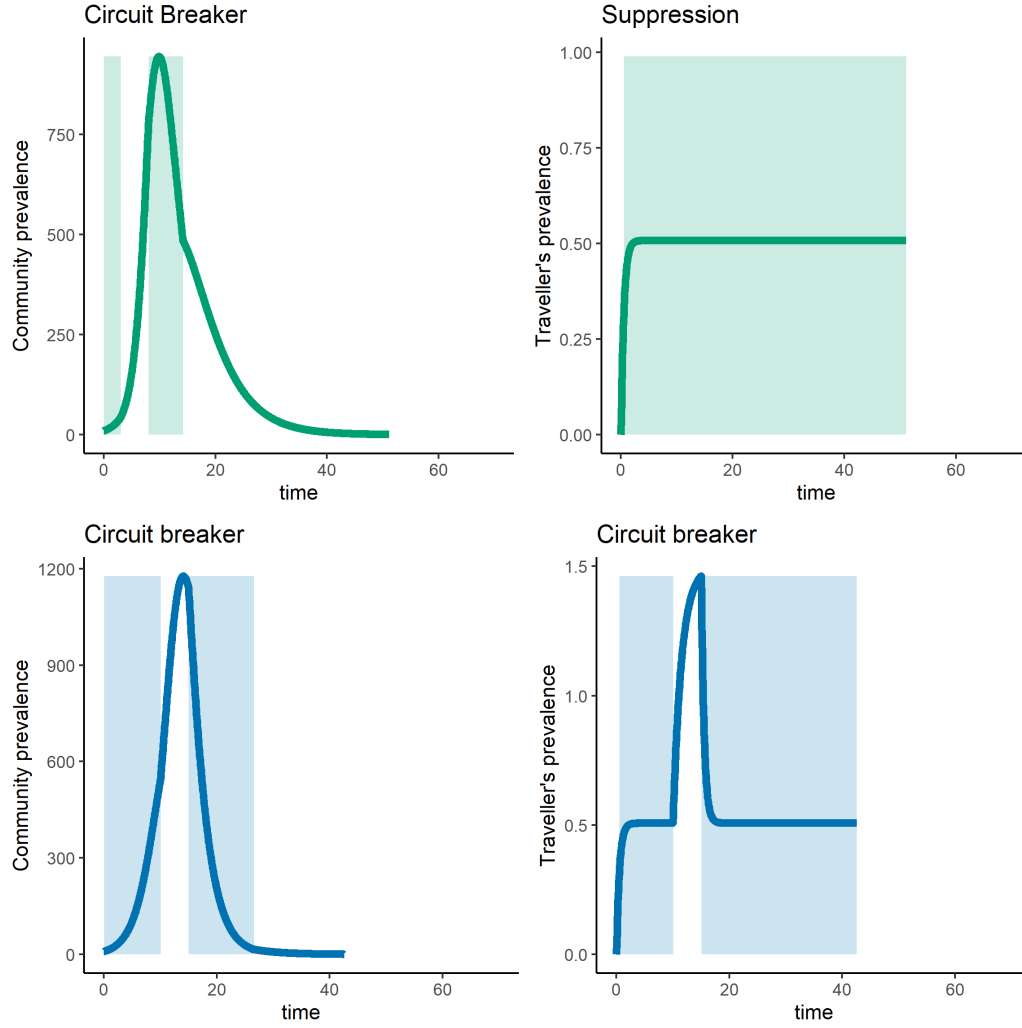 Circuit Breaker
Community prevalence
750
500
250
0
0 20 40 60
time
Suppression
Traveller's prevalence
1.00
0.75
0.50
0.25
0.00
0 20 40 60
time
Circuit breaker
Community prevalence
1200
900
600
300
0
0 20 40 60
time
Circuit breaker
Traveller's prevalence
1.5
1.0
0.5
0.0
0 20 40 60
time